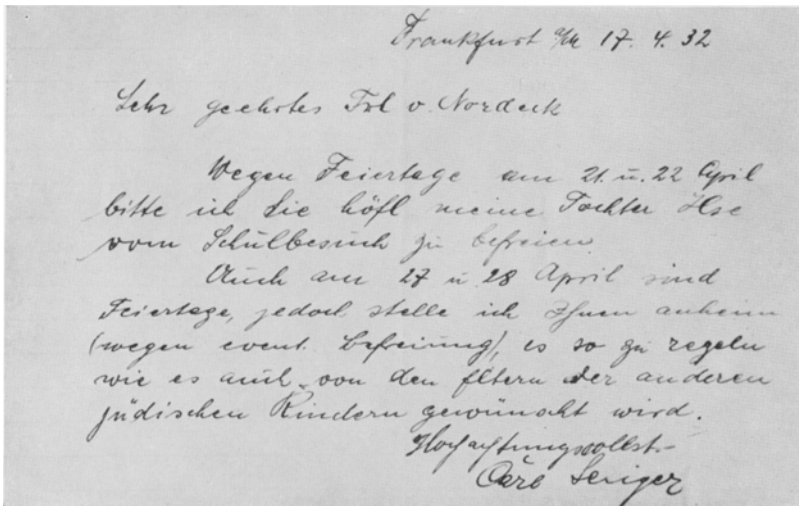 Frankfurt a/M 17. 4. 32
Sehr geehrtes Frl v. Nordeck
Wegen Feiertage am 21. u. 22 April
bitte ich Sie höfl meine Tochter Ilse
vom Schulbesuch zu befreien.
Auch am 27 u 28 April sind
Feiertage, jedoch stelle ich Ihnen anheim
(wegen event. Befreiung), es so zu regeln
wie es auch von den Eltern der anderen
jüdischen Kindern gewünscht wird.
Hochachtungsvollst.
Carl